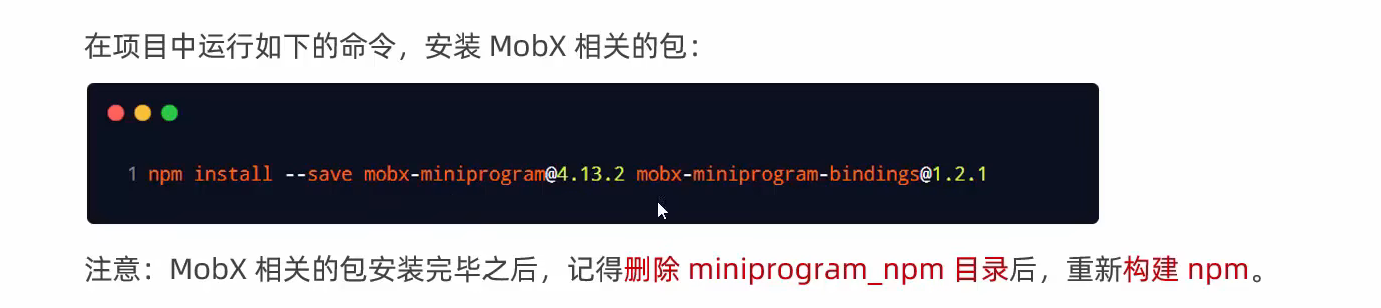 在项目中运行如下的命令，安装 MobX 相关的包：
1 npm install --save mobx-miniprogram@4.13.2 mobx-miniprogram-bindings@1.2.1
注意：MobX 相关的包安装完毕之后，记得删除 miniprogram_npm 目录后，重新构建 npm。